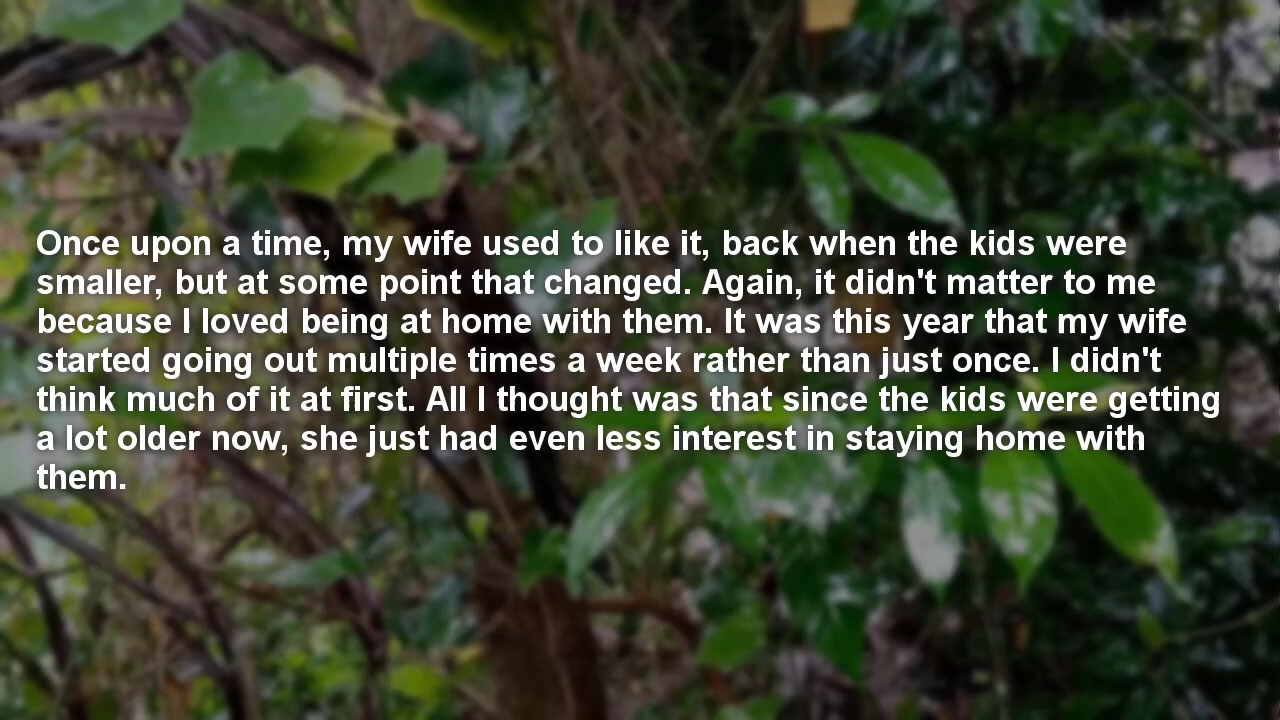 Once upon a time, my wife used to like it, back when the kids were
smaller, but at some point that changed. Again, it didn't matter to me
because I loved being at home with them. It was this year that my wife
started going out multiple times a week rather than just once. I didn't
think much of it at first. All I thought was that since the kids were getting
a lot older now, she just had even less interest in staying home with
them.